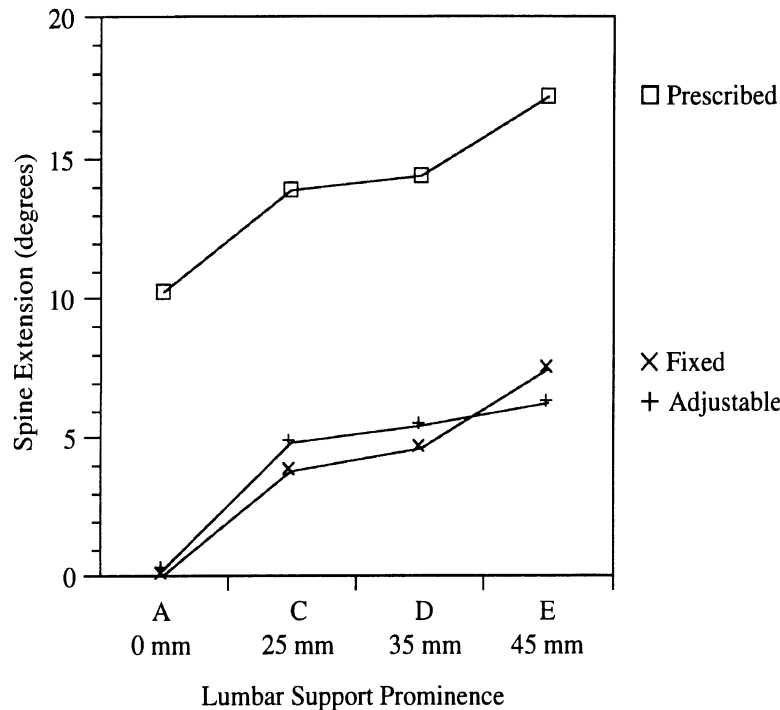 20
15
10
5
0
Spine Extension (degrees)
Prescribed
Fixed
Adjustable
A C D E
0 mm 25 mm 35 mm 45 mm
Lumbar Support Prominence